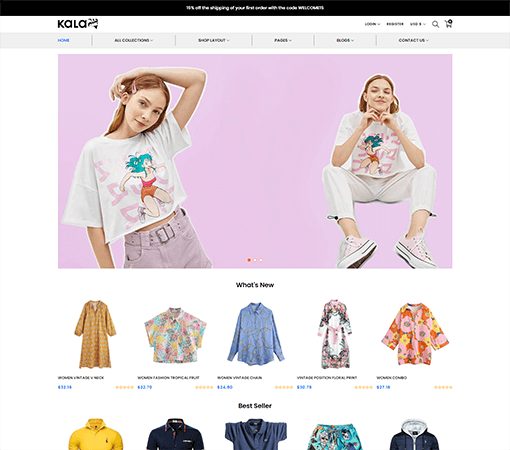 15% off the shipping of your first order with the code WELCOME15
KALA
LOGIN REGISTER USD $ 0
HOME ALL COLLECTIONS SHOP LAYOUT PAGES BLOGS CONTACT US
What's New
WOMEN VINTAGE V NECK WOMEN FASHION TROPICAL FRUIT WOMEN VINTAGE CHAIN VINTAGE POSITION FLORAL PRINT WOMEN COMBO
$32.18 $22.78 $24.80 $30.78 $27.18
Best Seller